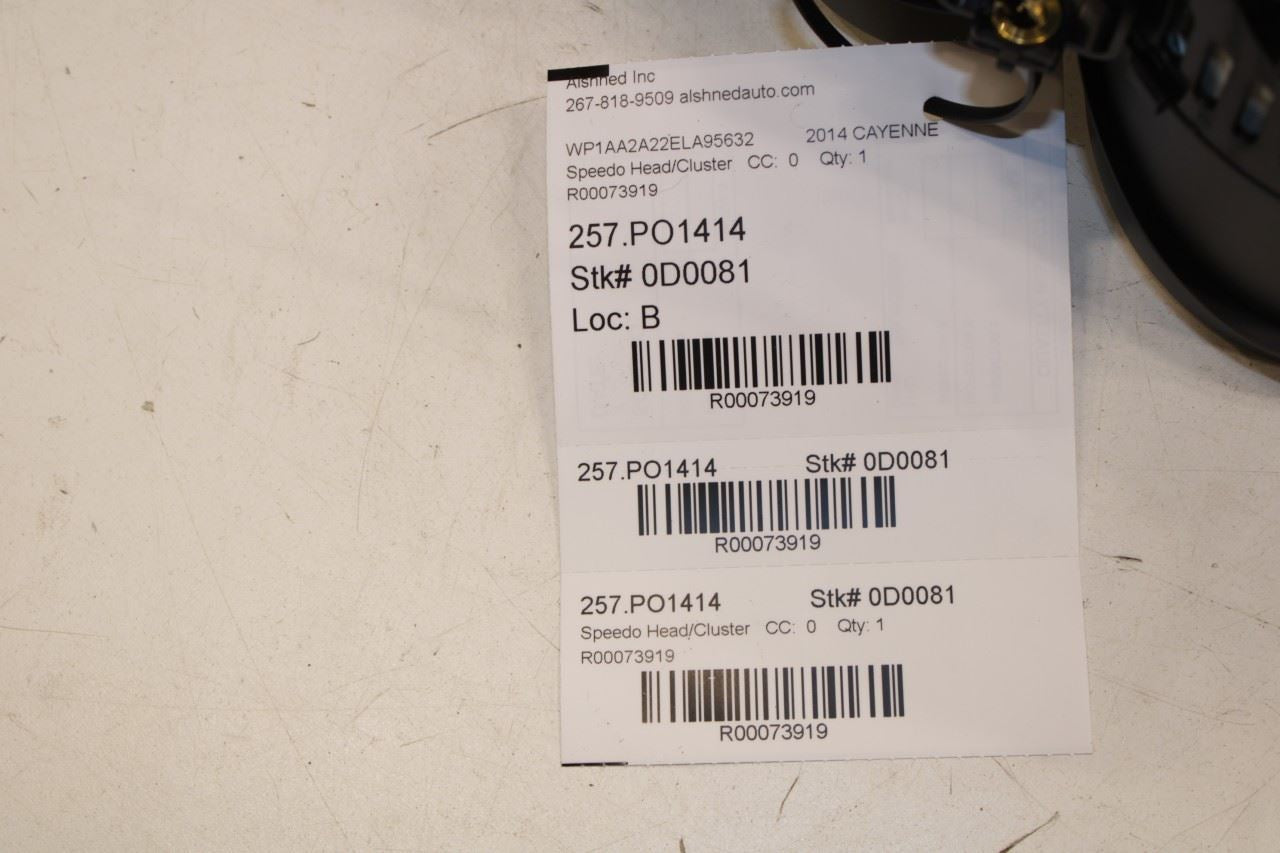 Alshned Inc
267-818-9509 alshnedauto.com
WP1AA2A22ELA95632 2014 CAYENNE
Speedo Head/Cluster CC: 0 Qty: 1
R00073919
257.PO1414
Stk# 0D0081
Loc: B
R00073919
257.PO1414 Stk# 0D0081
R00073919
257.PO1414 Stk# 0D0081
Speedo Head/Cluster CC: 0 Qty: 1
R00073919
R00073919